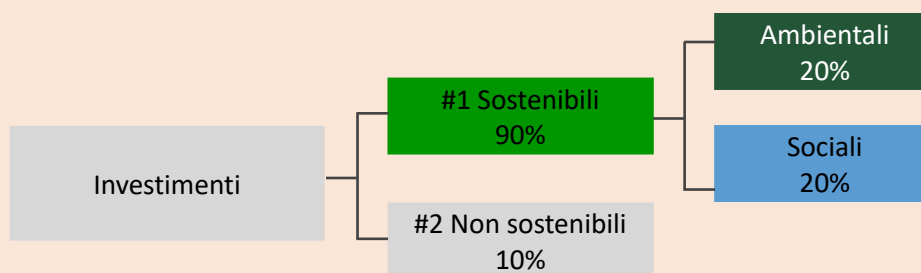 Investimenti
#1 Sostenibili
90%
#2 Non sostenibili
10%
Ambientali
20%
Sociali
20%